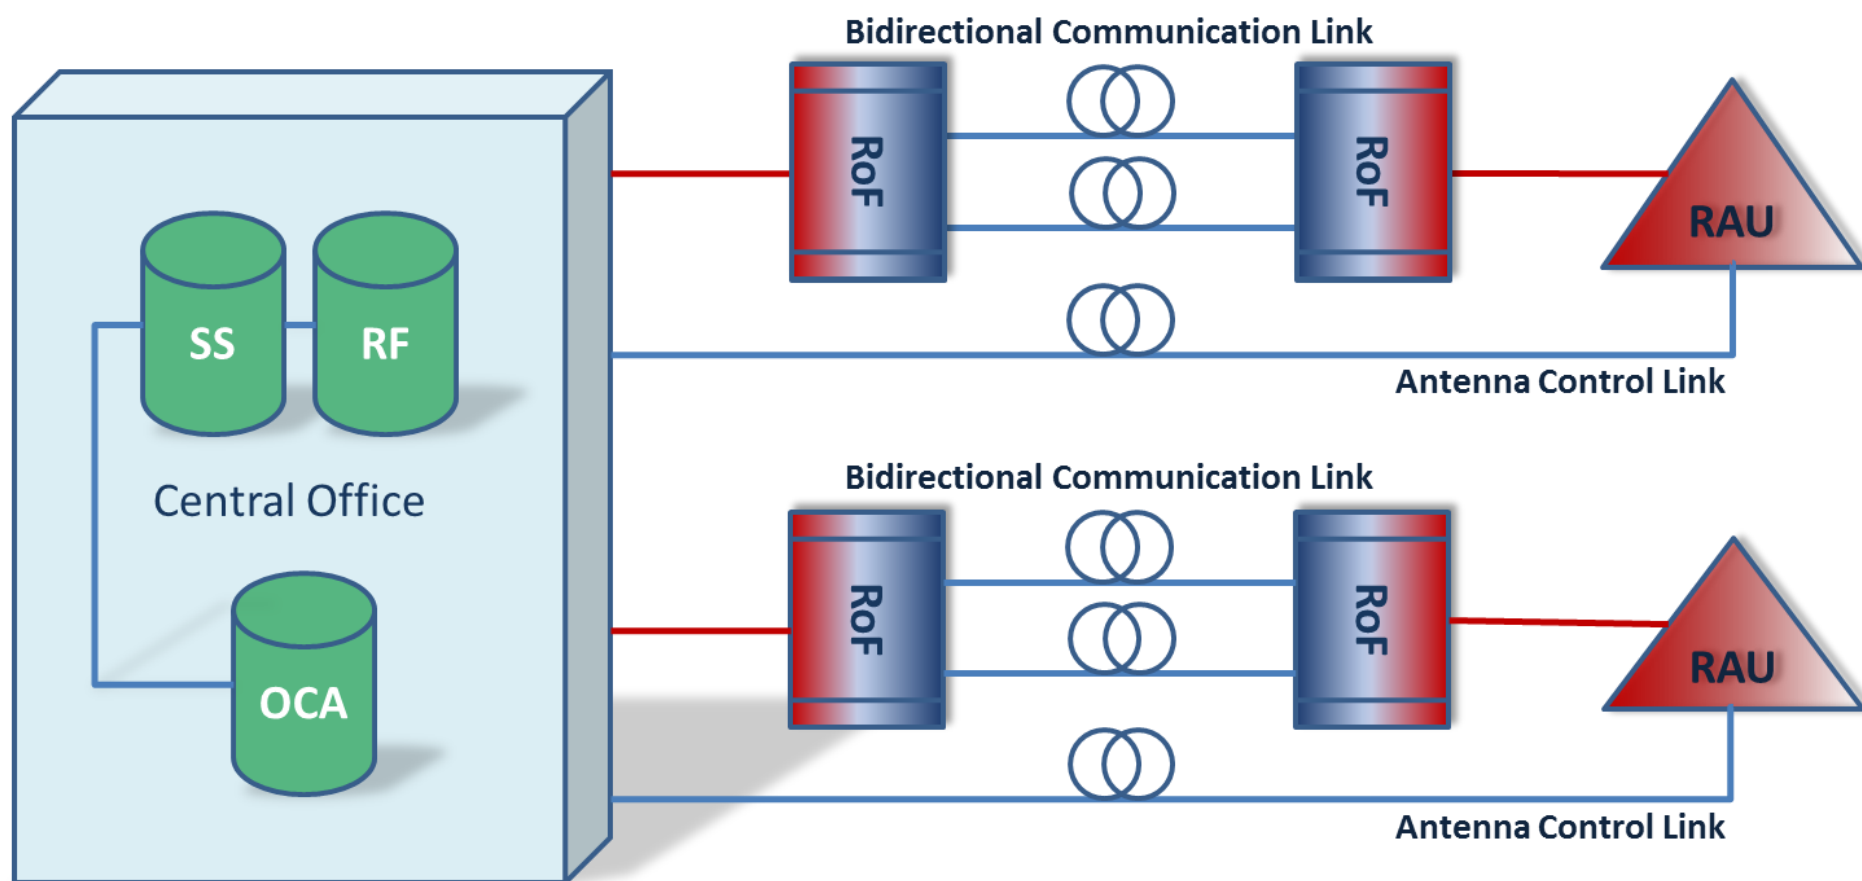 Bidirectional Communication Link
RoF
RoF
RAU
SS
RF
Antenna Control Link
Central Office
Bidirectional Communication Link
RoF
RoF
RAU
OCA
Antenna Control Link